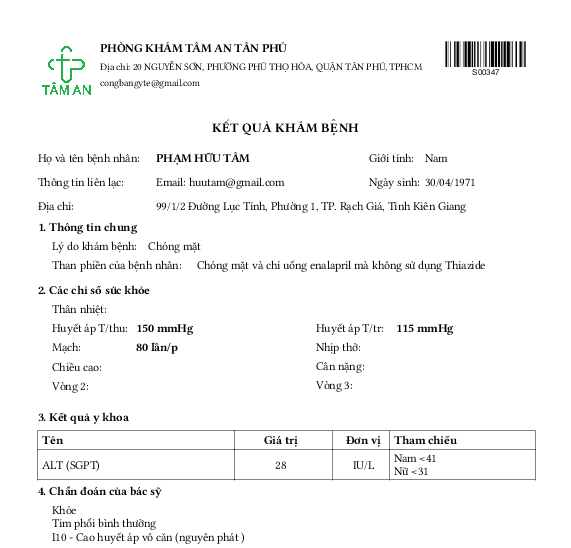 PHÒNG KHÁM TÂM AN TÂN PHÚ
Địa chỉ: 20 NGUYỄN SƠN, PHƯỜNG PHÚ THỌ HÒA, QUẬN TÂN PHÚ, TPHCM
congbangyte@gmail.com
TÂM AN
S00347
KẾT QUẢ KHÁM BỆNH
Họ và tên bệnh nhân: PHẠM HỮU TÂM Giới tính: Nam
Thông tin liên lạc: Email: huutam@gmail.com Ngày sinh: 30/04/1971
Địa chỉ: 99/1/2 Đường Lục Tỉnh, Phường 1, TP. Rạch Giá, Tỉnh Kiên Giang
1. Thông tin chung
Lý do khám bệnh: Chóng mặt
Than phiền của bệnh nhân: Chóng mặt và chỉ uống enalapril mà không sử dụng Thiazide
2. Các chỉ số sức khỏe
Thân nhiệt:
Huyết áp T/thu: 150 mmHg Huyết áp T/tr: 115 mmHg
Mạch: 80 lần/p Nhịp thở:
Chiều cao: Cân nặng:
Vòng 2: Vòng 3:
3. Kết quả y khoa
Tên Giá trị Đơn vị Tham chiếu
ALT (SGPT) 28 IU/L Nam <41
Nữ <31
4. Chẩn đoán của bác sỹ
Khỏe
Tim phổi bình thường
I10 - Cao huyết áp vô căn (nguyên phát )